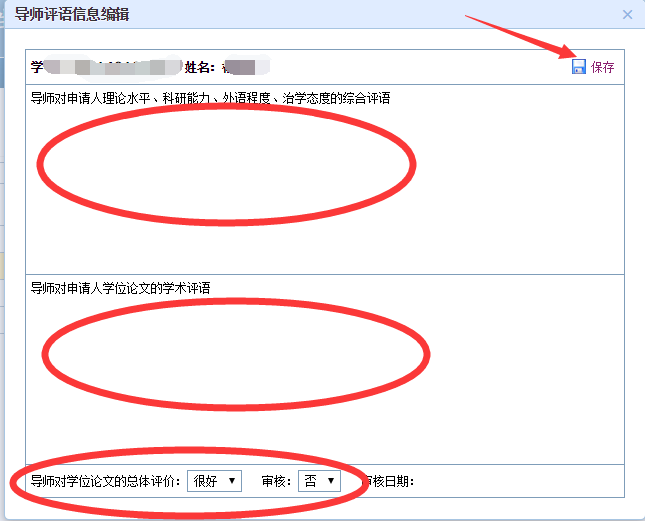 导师评语信息编辑
学 姓名： 保存
导师对申请人理论水平、科研能力、外语程度、治学态度的综合评语
导师对申请人学位论文的学术评语
导师对学位论文的总体评价： 很好 审核： 否 审核日期：